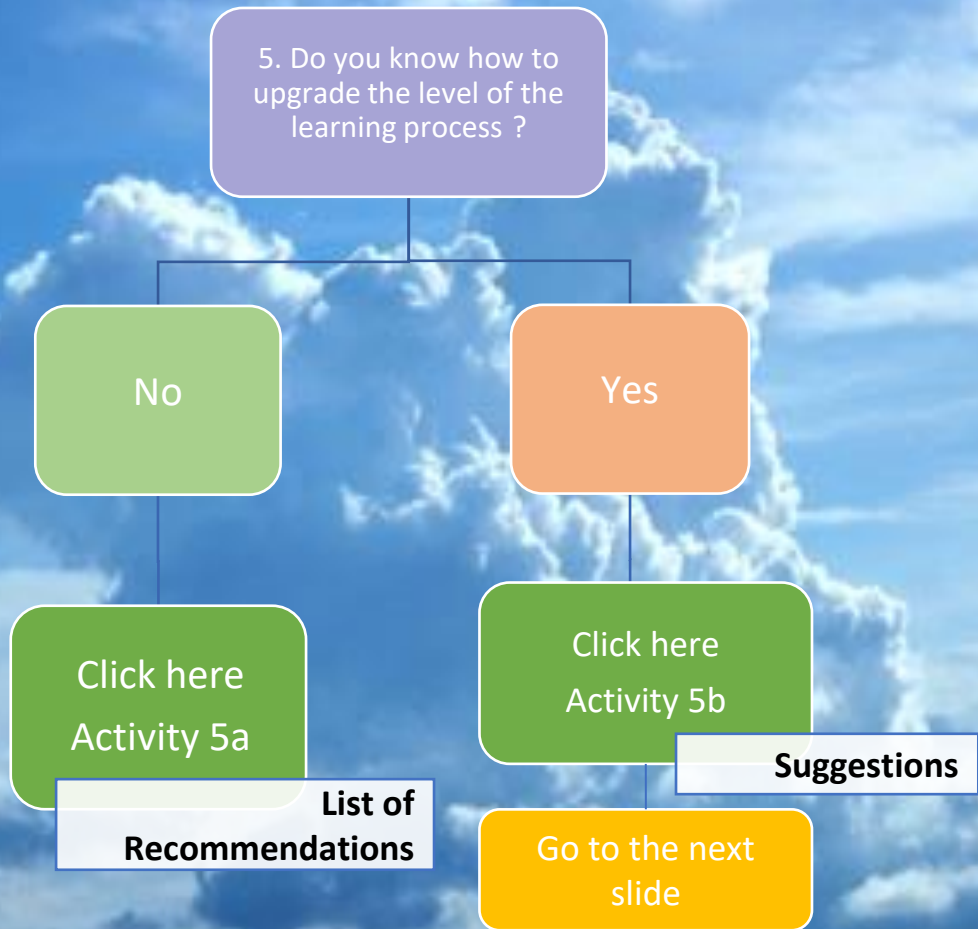 5. Do you know how to
upgrade the level of the
learning process ?
No
Yes
Click here
Activity 5a
List of
Recommendations
Click here
Activity 5b
Suggestions
Go to the next
slide